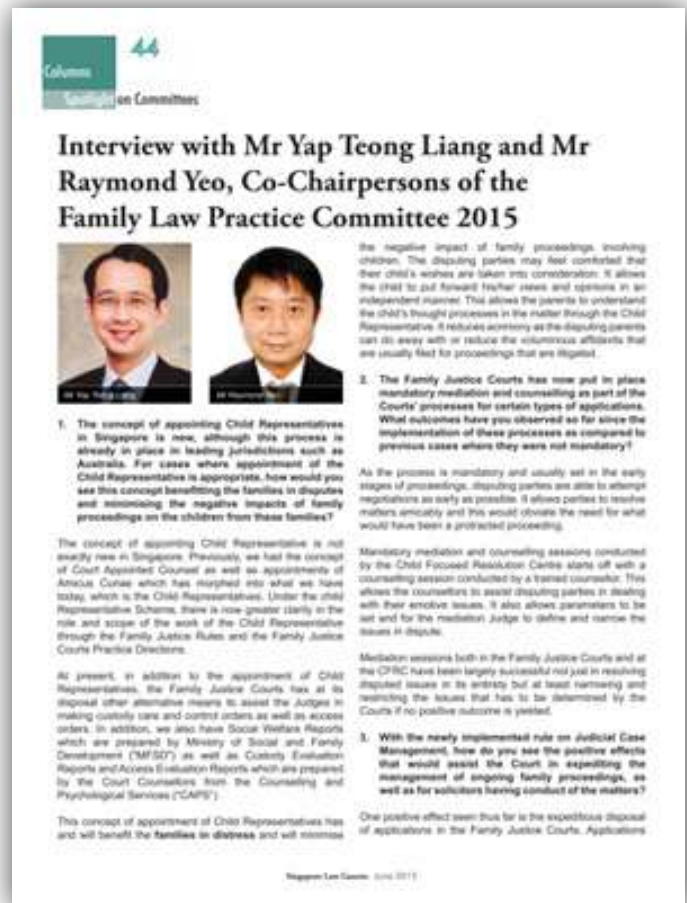 44
Columns
Spotlight on Committees
Interview with Mr Yap Teong Liang and Mr
Raymond Yeo, Co-Chairpersons of the
Family Law Practice Committee 2015
Mr Yap Teong Liang
Mr Raymond Yeo
1. The concept of appointing Child Representatives
in Singapore is new, although this process is
already in place in leading jurisdictions such as
Australia. For cases where appointment of the
Child Representative is appropriate, how would you
see this concept benefitting the families in disputes
and minimising the negative impacts of family
proceedings on the children from these families?
The concept of appointing Child Representative is not
exactly new in Singapore. Previously, we had the concept
of Court Appointed Counsel as well as appointments of
Amicus Curiae which has morphed into what we have
today, which is the Child Representatives. Under the child
Representative Scheme, there is now greater clarity in the
role and scope of the work of the Child Representative
through the Family Justice Rules and the Family Justice
Courts Practice Directions.
At present, in addition to the appointment of Child
Representatives, the Family Justice Courts has at its
disposal other alternative means to assist the Judges in
making custody care and control orders as well as access
orders. In addition, we also have Social Welfare Reports
which are prepared by Ministry of Social and Family
Development ("MFSD") as well as Custody Evaluation
Reports and Access Evaluation Reports which are prepared
by the Court Counsellors from the Counselling and
Psychological Services ("CAPS").
This concept of appointment of Child Representatives has
and will benefit the families in distress and will minimise
the negative impact of family proceedings involving
children. The disputing parties may feel comforted that
their child's wishes are taken into consideration. It allows
the child to put forward his/her views and opinions in an
independent manner. This allows the parents to understand
the child's thought processes in the matter through the Child
Representative. It reduces acrimony as the disputing parents
can do away with or reduce the voluminous affidavits that
are usually filed for proceedings that are litigated.
2. The Family Justice Courts has now put in place
mandatory mediation and counselling as part of the
Courts' processes for certain types of applications.
What outcomes have you observed so far since the
implementation of these processes as compared to
previous cases where they were not mandatory?
As the process is mandatory and usually set in the early
stages of proceedings, disputing parties are able to attempt
negotiations as early as possible. It allows parties to resolve
matters amicably and this would obviate the need for what
would have been a protracted proceeding.
Mandatory mediation and counselling sessions conducted
by the Child Focused Resolution Centre starts off with a
counselling session conducted by a trained counsellor. This
allows the counsellors to assist disputing parties in dealing
with their emotive issues. It also allows parameters to be
set and for the mediation Judge to define and narrow the
issues in dispute.
Mediation sessions both in the Family Justice Courts and at
the CFRC have been largely successful not just in resolving
disputed issues in its entirety but at least narrowing and
restricting the issues that has to be determined by the
Courts if no positive outcome is yielded.
3. With the newly implemented rule on Judicial Case
Management, how do you see the positive effects
that would assist the Court in expediting the
management of ongoing family proceedings, as
well as for solicitors having conduct of the matters?
One positive effect seen thus far is the expeditious disposal
of applications in the Family Justice Courts. Applications
Singapore Law Gazette June 2015